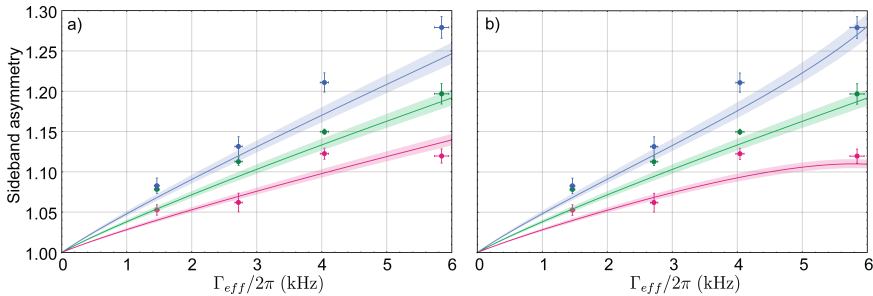 a)
b)
Sideband asymmetry
1.30
1.25
1.20
1.15
1.10
1.05
1.00
0 1 2 3 4 5 6
0 1 2 3 4 5 6
Γ_eff/2π (kHz)
Γ_eff/2π (kHz)